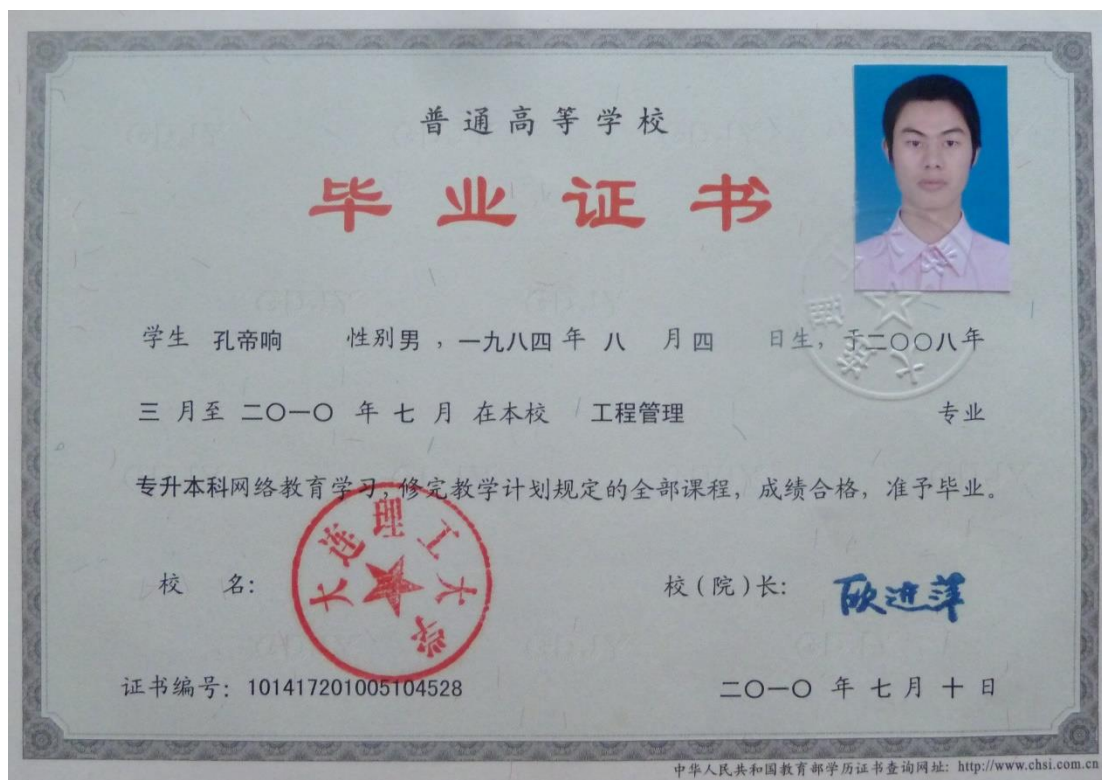 普通高等学校
毕业证书
学生 孔帝响 性别男，一九八四年 八 月四 日生，于二〇〇八年
三 月至 二〇一〇 年 七 月 在本校 工程管理 专业
专升本科网络教育学习，修完教学计划规定的全部课程，成绩合格，准予毕业。
校 名：
大连理工大学
校（院）长： 欧进萍
证书编号：101417201005104528
二〇一〇 年 七 月 十 日
中华人民共和国教育部学历证书查询网址：http://www.chsi.com.cn